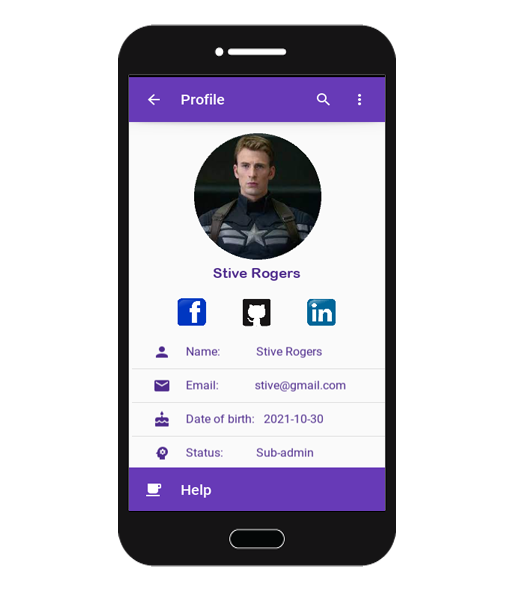 Profile
Stive Rogers
f
in
Name: Stive Rogers
Email: stive@gmail.com
Date of birth: 2021-10-30
Status: Sub-admin
Help